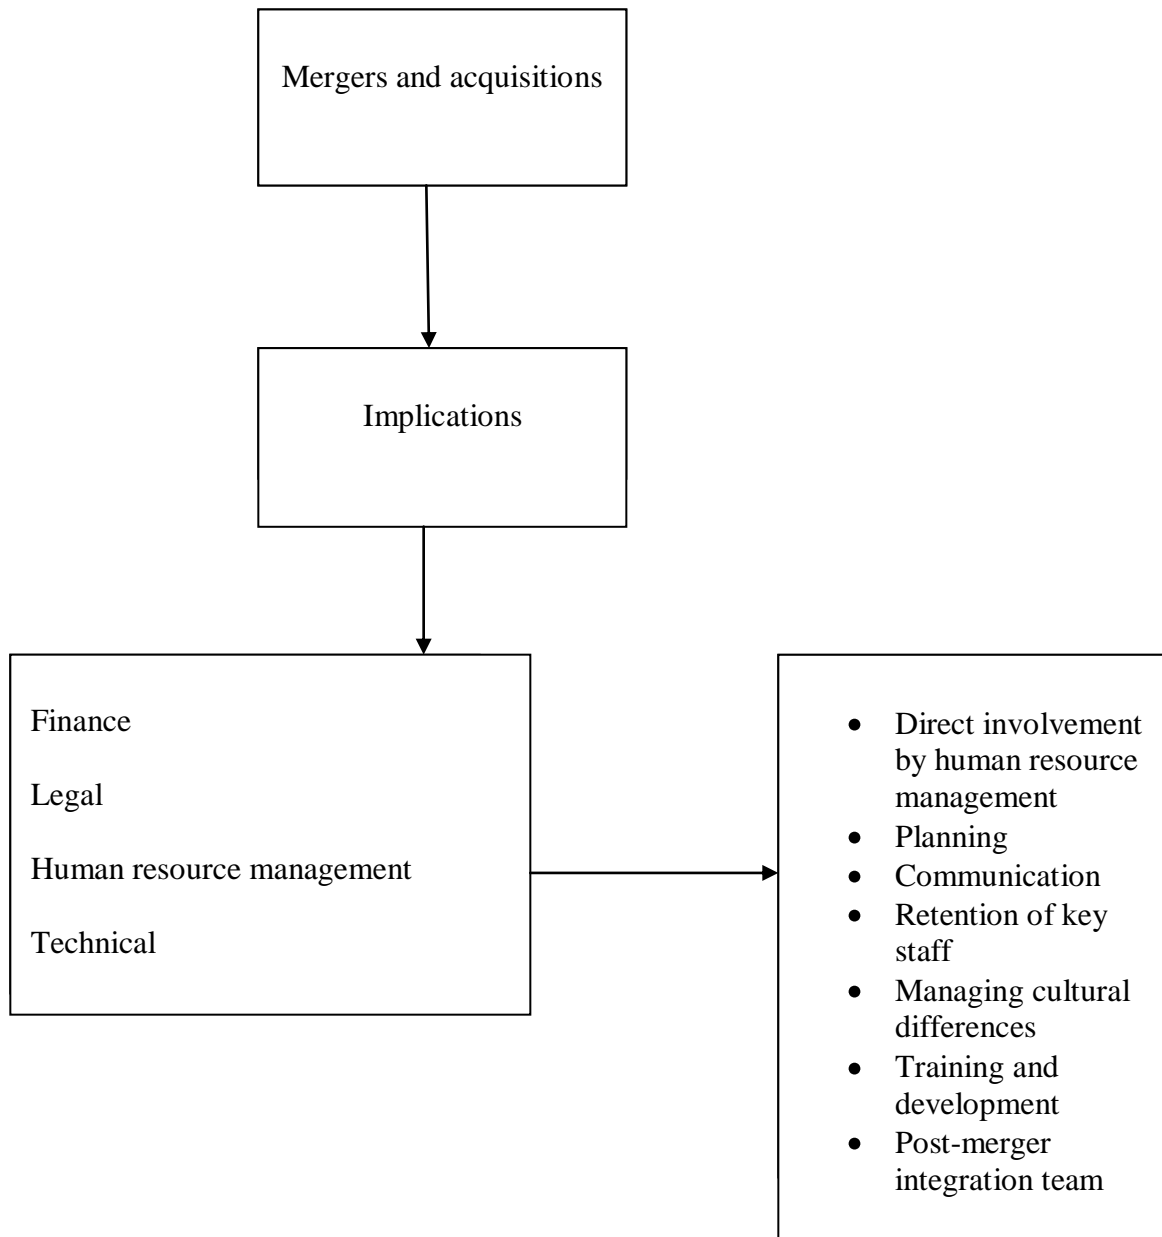 Mergers and acquisitions
Implications
Finance
Legal
Human resource management
Technical
• Direct involvement
by human resource
management
• Planning
• Communication
• Retention of key
staff
• Managing cultural
differences
• Training and
development
• Post-merger
integration team